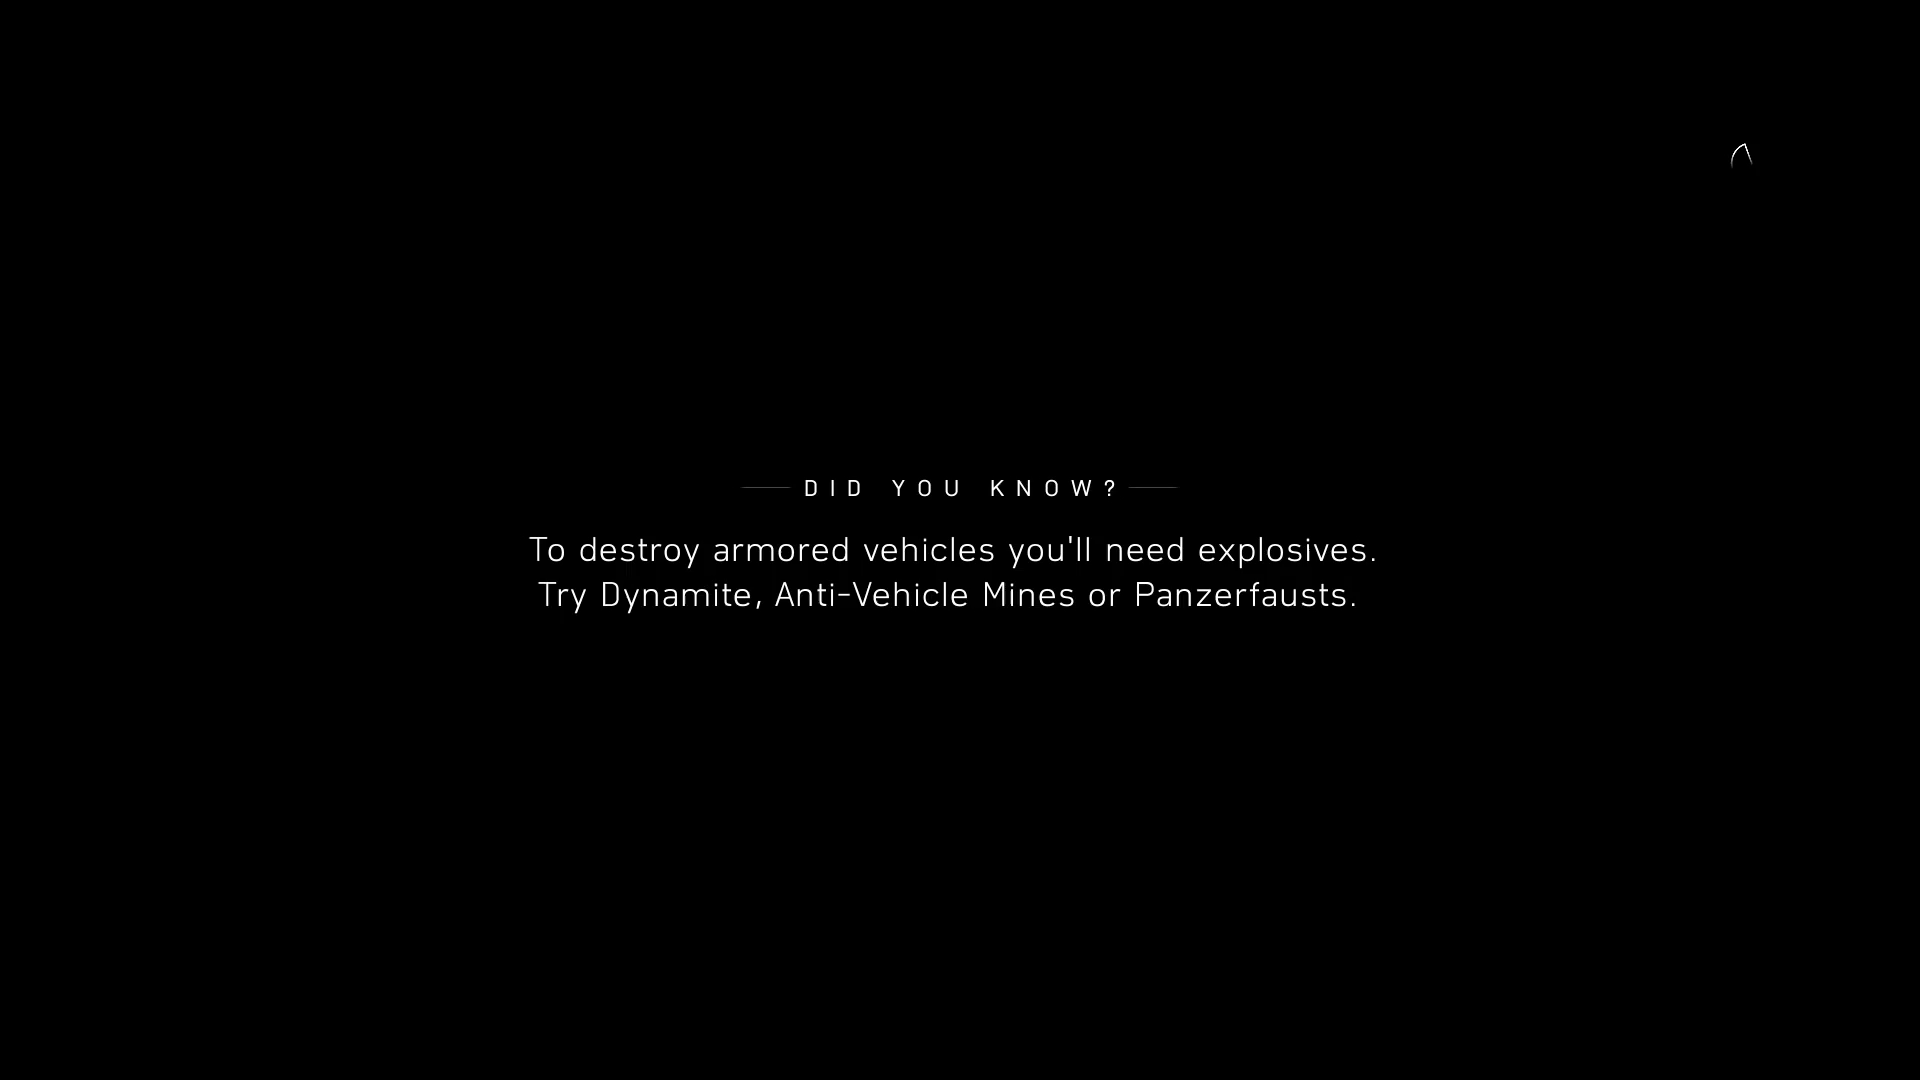 DID YOU KNOW?
To destroy armored vehicles you'll need explosives.
Try Dynamite, Anti-Vehicle Mines or Panzerfausts.